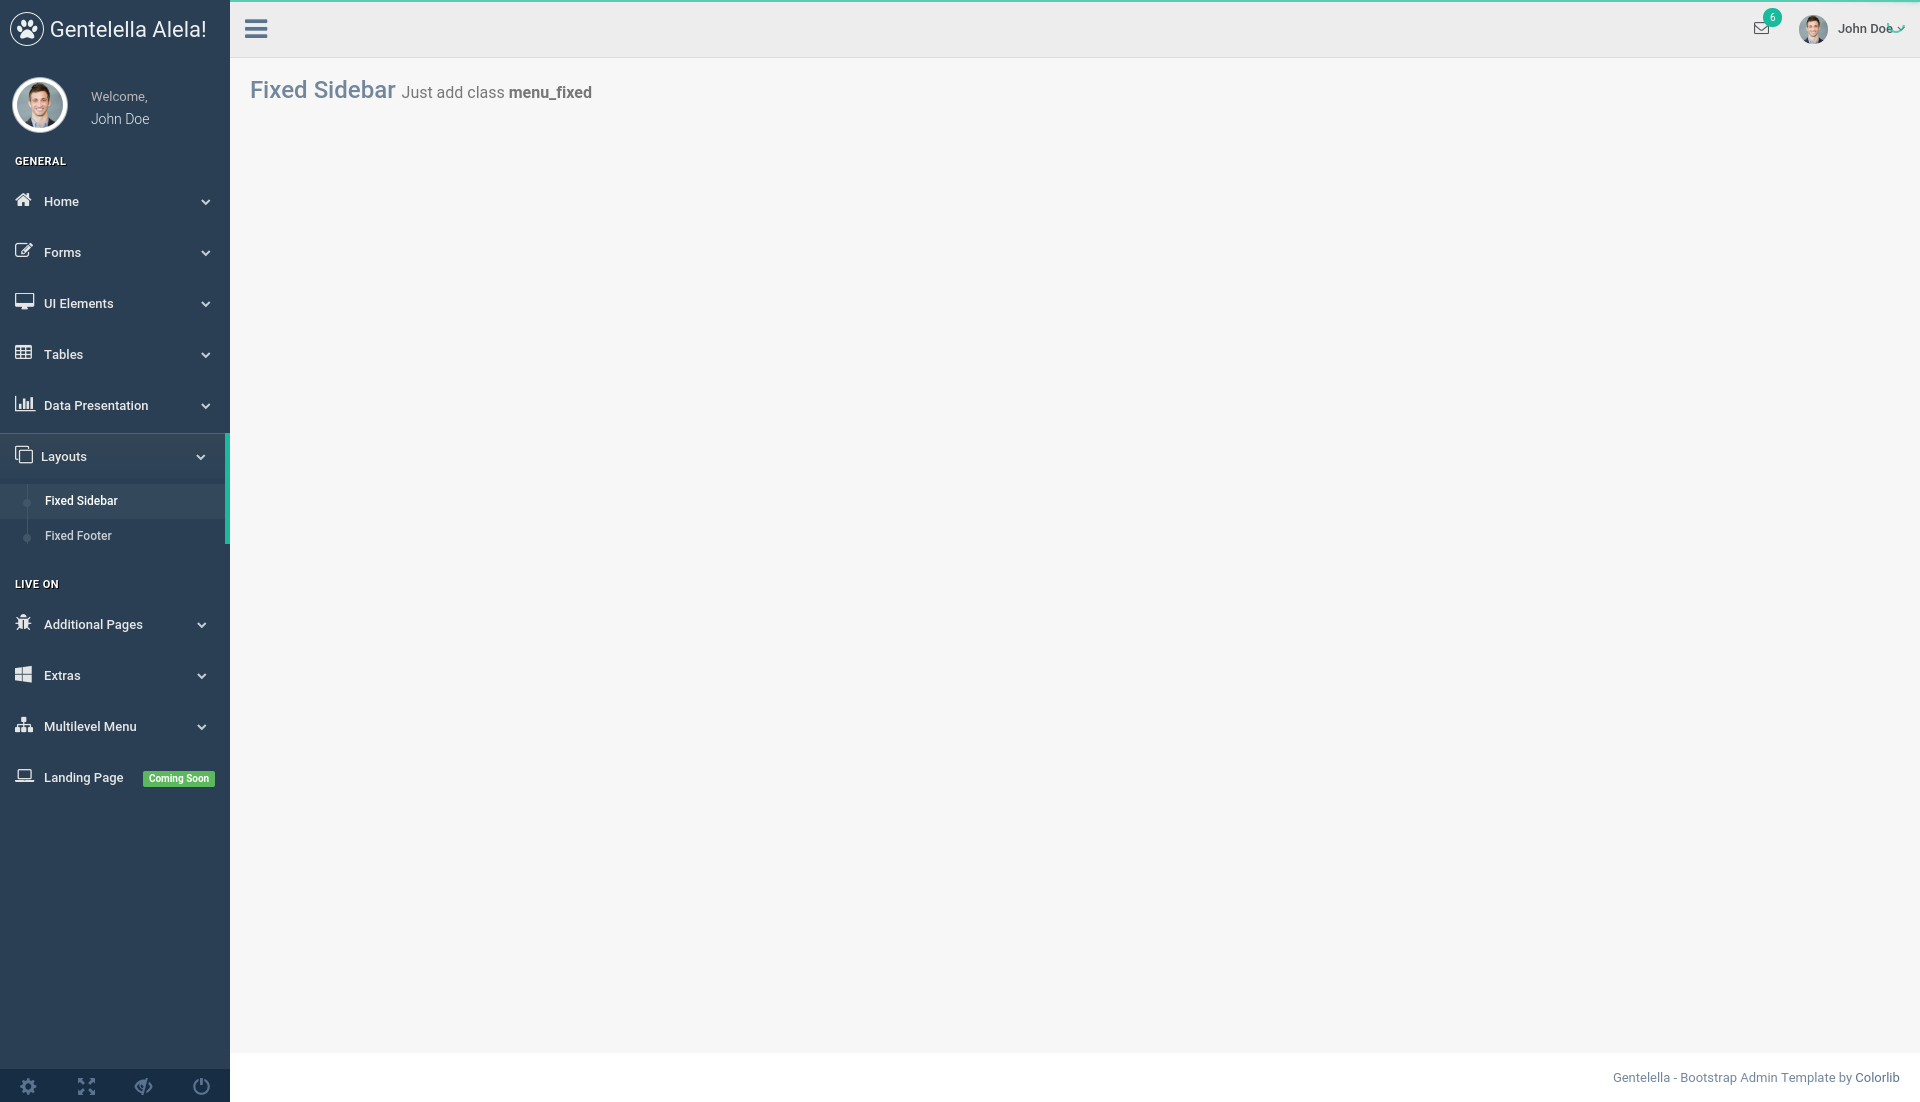 Gentelella Alela!
6
John Doe
Welcome,
John Doe
Fixed Sidebar Just add class menu_fixed
GENERAL
Home
Forms
UI Elements
Tables
Data Presentation
Layouts
Fixed Sidebar
Fixed Footer
LIVE ON
Additional Pages
Extras
Multilevel Menu
Landing Page Coming Soon
Gentelella - Bootstrap Admin Template by Colorlib